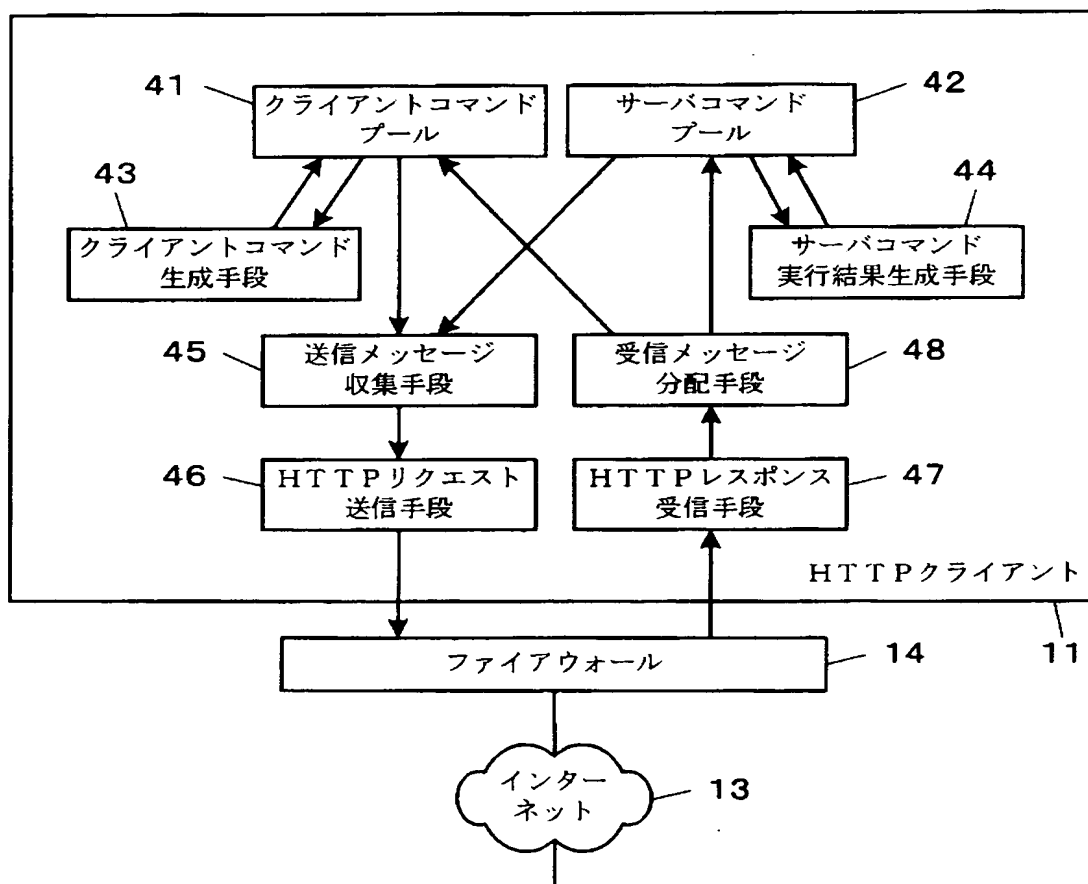 41
クライアントコマンド
プール
サーバコマンド
プール
42
43
クライアントコマンド
生成手段
44
サーバコマンド
実行結果生成手段
45
送信メッセージ
収集手段
受信メッセージ
分配手段
48
46
HTTPリクエスト
送信手段
HTTPレスポンス
受信手段
47
HTTPクライアント
11
ファイアウォール
14
インター
ネット
13